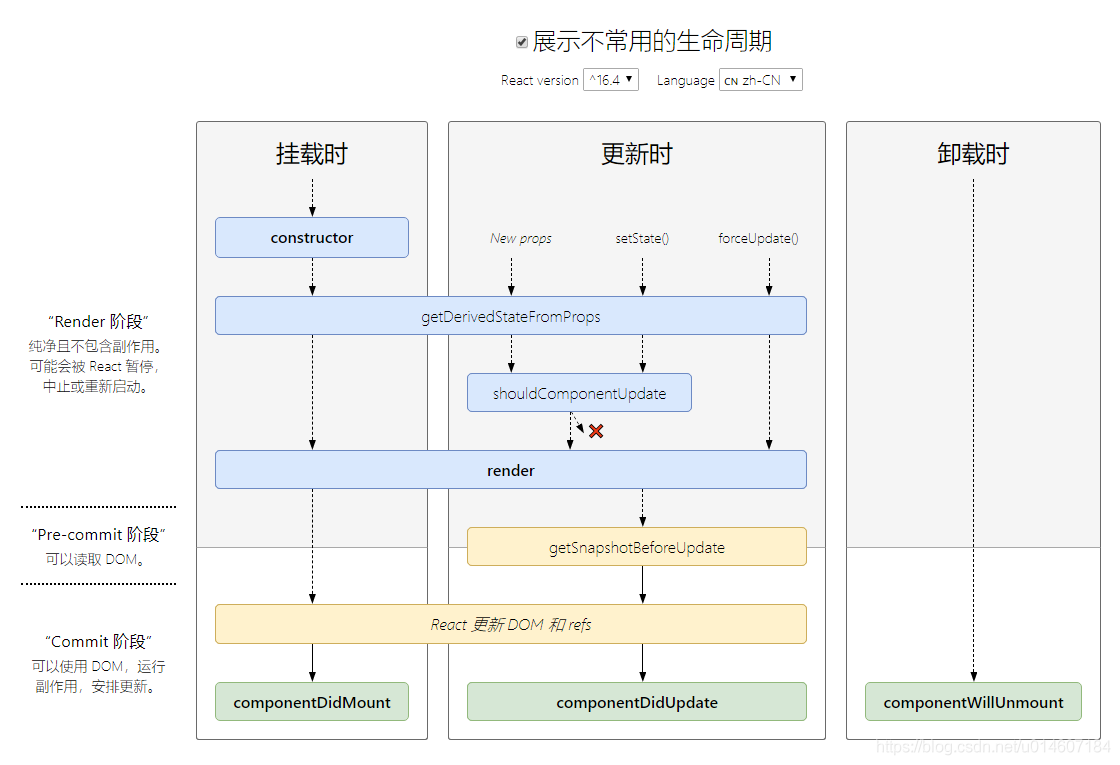 展示不常用的生命周期
React version ^16.4 Language CN zh-CN
挂载时
更新时
卸载时
constructor
New props
setState()
forceUpdate()
getDerivedStateFromProps
“Render 阶段”
纯净且不包含副作用。
可能会被 React 暂停，
中止或重新启动。
shouldComponentUpdate
render
“Pre-commit 阶段”
可以读取 DOM。
getSnapshotBeforeUpdate
React 更新 DOM 和 refs
“Commit 阶段”
可以使用 DOM，运行
副作用，安排更新。
componentDidMount
componentDidUpdate
componentWillUnmount
https://blog.csdn.net/u014607184